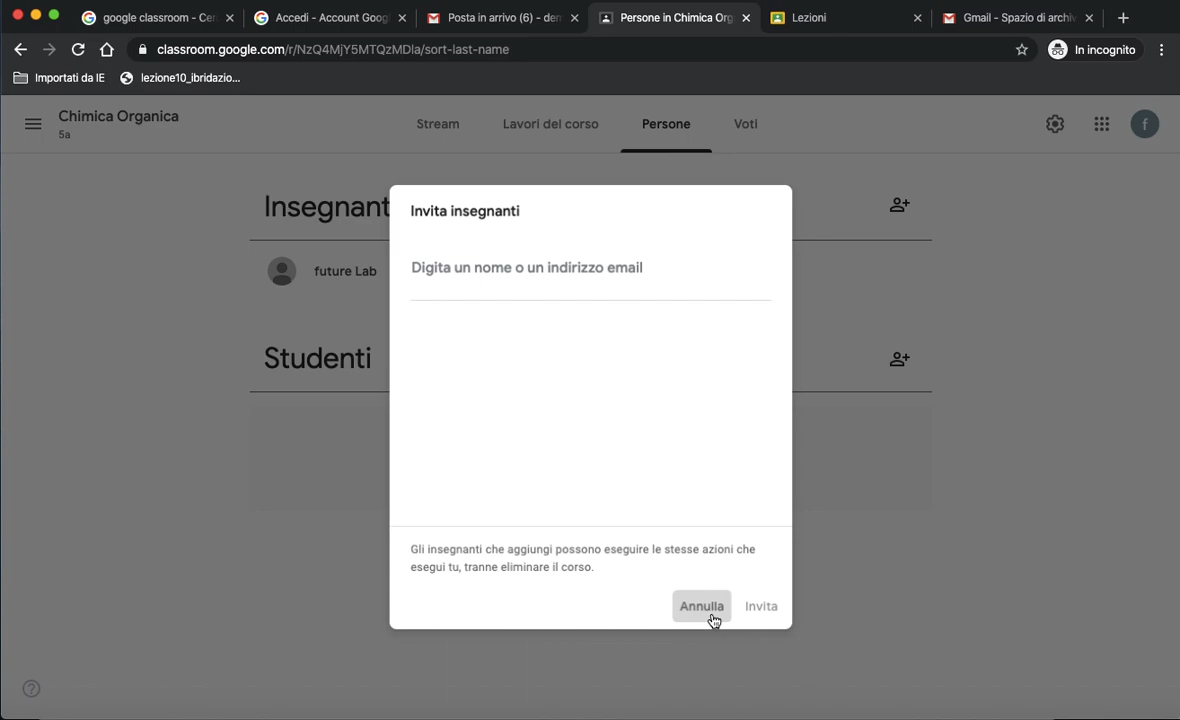 google classroom - Cen
Accedi - Account Goog
Posta in arrivo (6) - den
Persone in Chimica Org
Lezioni
Gmail - Spazio di archiv
classroom.google.com/r/NzQ4MjY5MTQzMDla/sort-last-name
In incognito
Importati da IE
lezione10_ibridazio...
Chimica Organica
5a
Stream
Lavori del corso
Persone
Voti
f
Insegnant
future Lab
Studenti
Invita insegnanti
Digita un nome o un indirizzo email
Gli insegnanti che aggiungi possono eseguire le stesse azioni che
esegui tu, tranne eliminare il corso.
Annulla
Invita